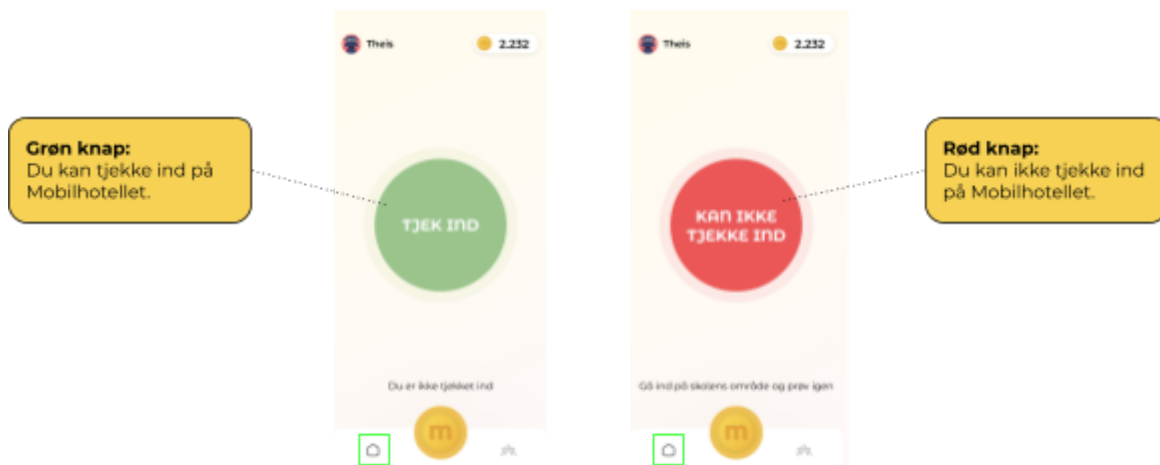 Theis
2.232
Theis
2.232
Grøn knap:
Du kan tjekke ind på
Mobilhotellet.
TJEK IND
KAN IKKE
TJEKKE IND
Rød knap:
Du kan ikke tjekke ind
på Mobilhotellet.
Du er ikke tjekket ind
Gå ind på skolens område og prøv igen
m
m